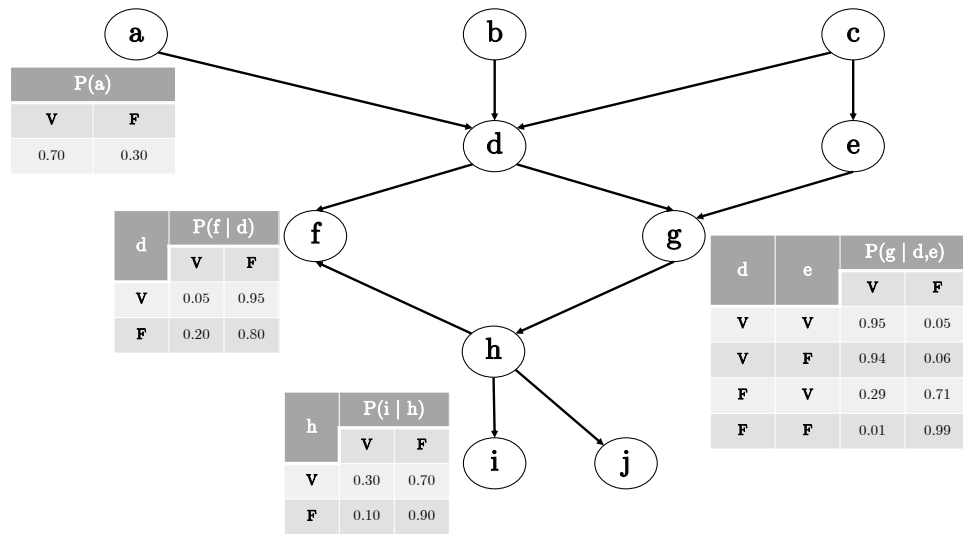 a b c
P(a)
V F
0.70 0.30
d e
P(f | d)
d
V F
V 0.05 0.95
F 0.20 0.80
f g
P(g | d,e)
d e
V F
V V 0.95 0.05
V F 0.94 0.06
F V 0.29 0.71
F F 0.01 0.99
h
P(i | h)
h
V F
V 0.30 0.70
F 0.10 0.90
i j